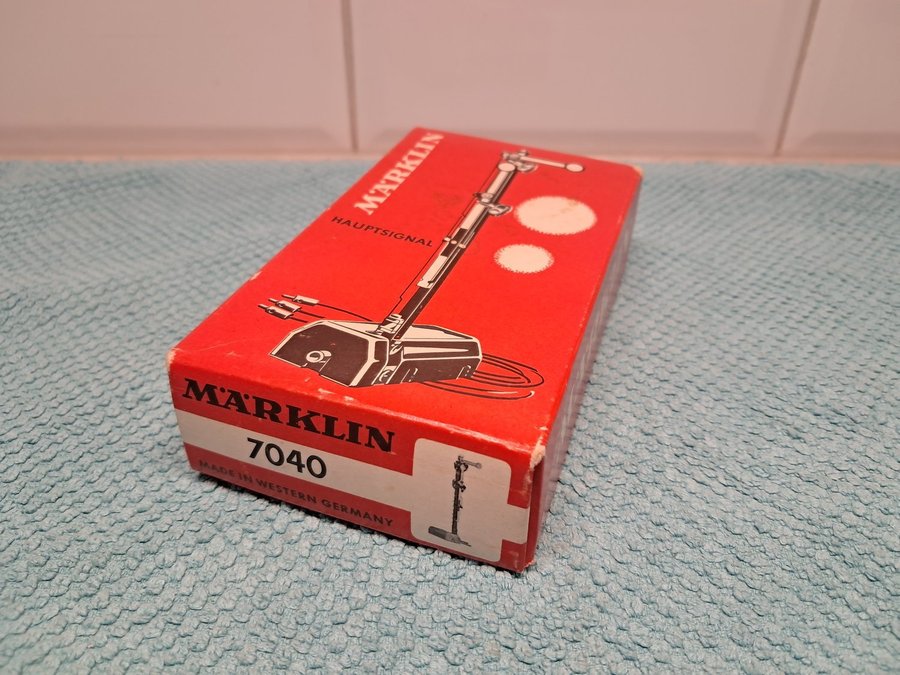 MÄRKLIN
HAUPTSIGNAL
MÄRKLIN
7040
MADE IN WESTERN GERMANY